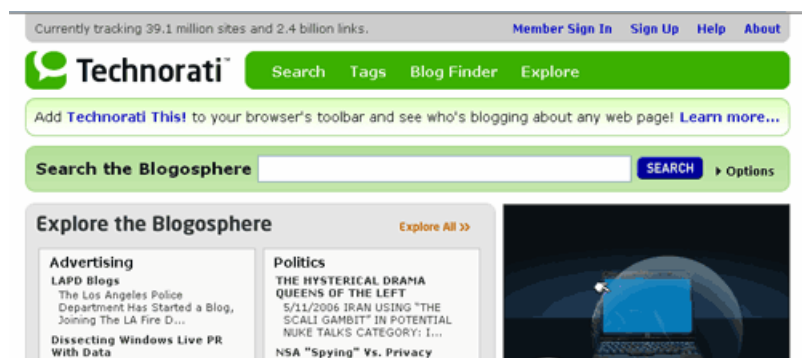 Currently tracking 39.1 million sites and 2.4 billion links.
Member Sign In Sign Up Help About
Technorati™
Search Tags Blog Finder Explore
Add Technorati This! to your browser's toolbar and see who's blogging about any web page! Learn more...
Search the Blogosphere
SEARCH
Options
Explore the Blogosphere
Explore All »
Advertising
LAPD Blogs
The Los Angeles Police
Department Has Started a Blog,
Joining The LA Fire D...
Dissecting Windows Live PR
With Data
Politics
THE HYSTERICAL DRAMA
QUEENS OF THE LEFT
5/11/2006 IRAN USING "THE
SCALI GAMBIT" IN POTENTIAL
NUKE TALKS CATEGORY: I...
NSA "Spying" Vs. Privacy